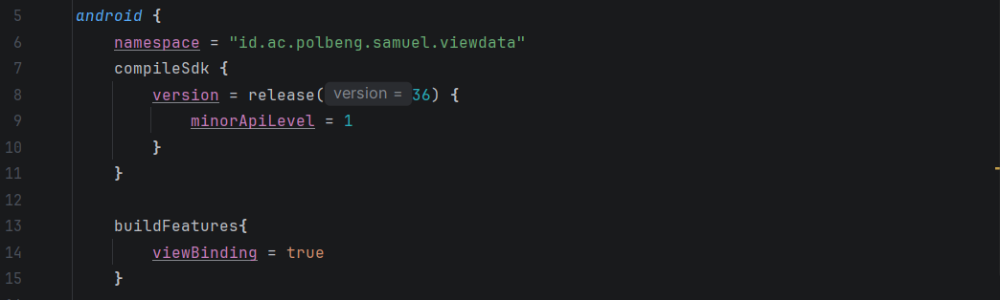 5 android {
6 namespace = "id.ac.polbeng.samuel.viewdata"
7 compileSdk {
8 version = release( version = 36) {
9 minorApiLevel = 1
10 }
11 }
12
13 buildFeatures{
14 viewBinding = true
15 }